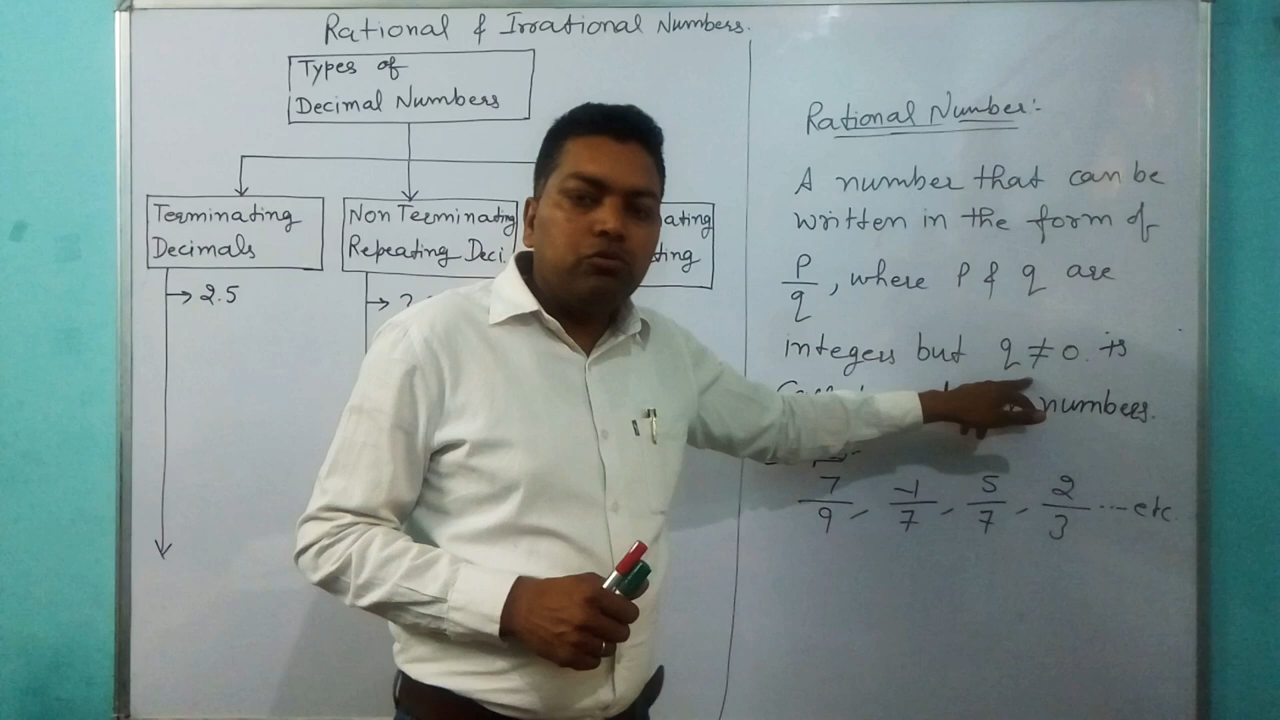 Rational & Irrational Numbers.
Types of
Decimal Numbers
Terminating
Decimals
→ 2.5
Non Terminating
Repeating Deci.
Rational Number:-
A number that can be
written in the form of
P/q, where P & q are
integers but q ≠ 0. is
numbers.
7/9, -1/7, 5/7, 2/3 ....etc.